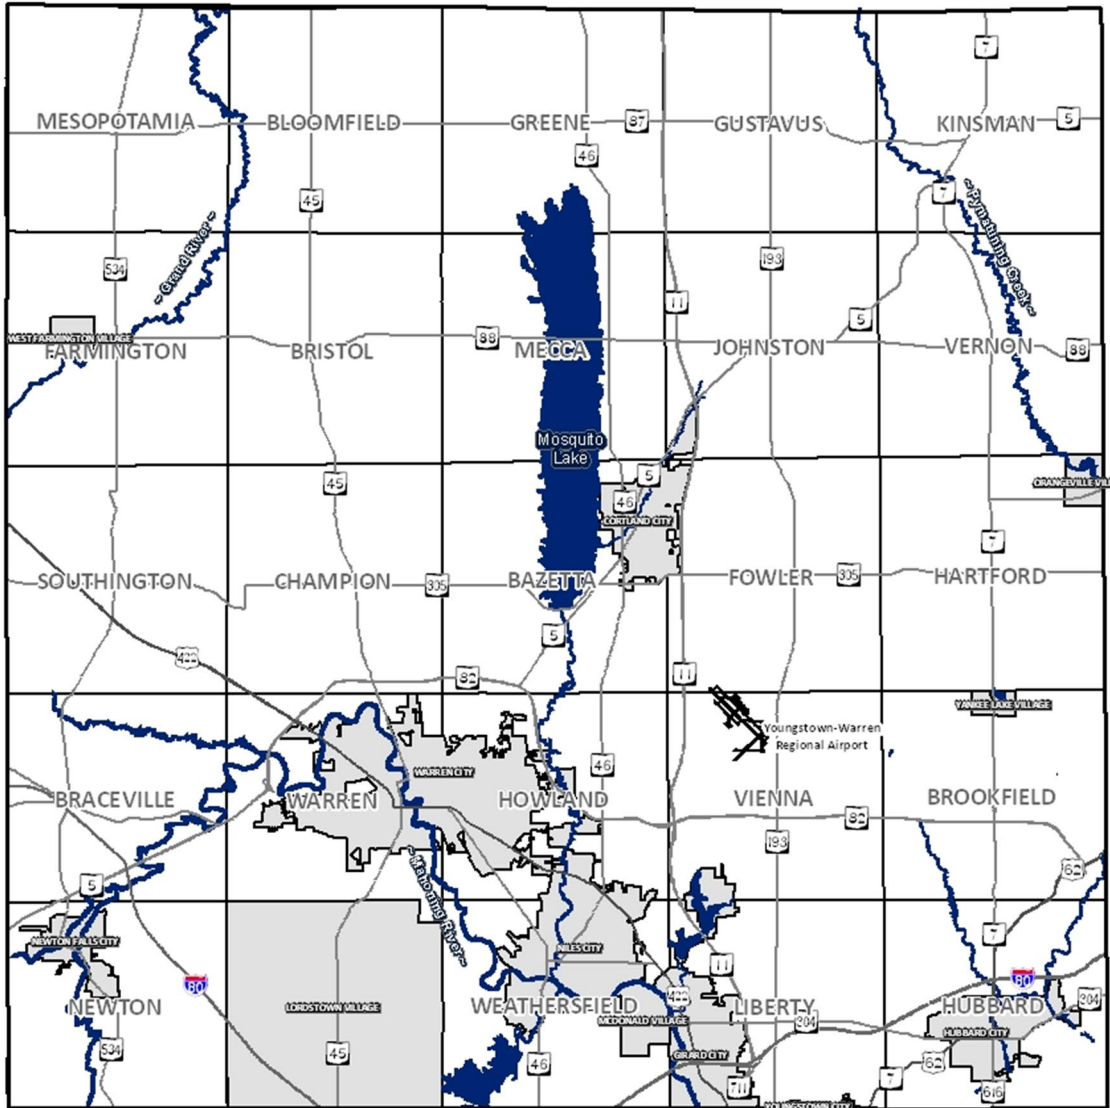 7
MESOPOTAMIA
BLOOMFIELD
GREENE
87
GUSTAVUS
KINSMAN
5
46
45
7
~ Grand River ~
~ Pymatuning Creek ~
534
193
11
5
WEST FARMINGTON VILLAGE
88
FARMINGTON
BRISTOL
MECCA
JOHNSTON
VERNON
88
Mosquito
Lake
45
5
46
CORTLAND CITY
7
SOUTHINGTON
CHAMPION
305
BAZETTA
FOWLER
305
HARTFORD
5
422
82
11
YANKEE LAKE VILLAGE
Youngstown-Warren
Regional Airport
46
WARREN CITY
BRACEVILLE
WARREN
HOWLAND
VIENNA
BROOKFIELD
82
193
62
5
~ Mahoning River ~
NEWTON FALLS CITY
NILES CITY
7
11
80
80
NEWTON
LORDSTOWN VILLAGE
WEATHERSFIELD
422
LIBERTY
HUBBARD
304
MCDONALD VILLAGE
304
HUBBARD CITY
534
45
46
GIRARD CITY
62
7
711
616